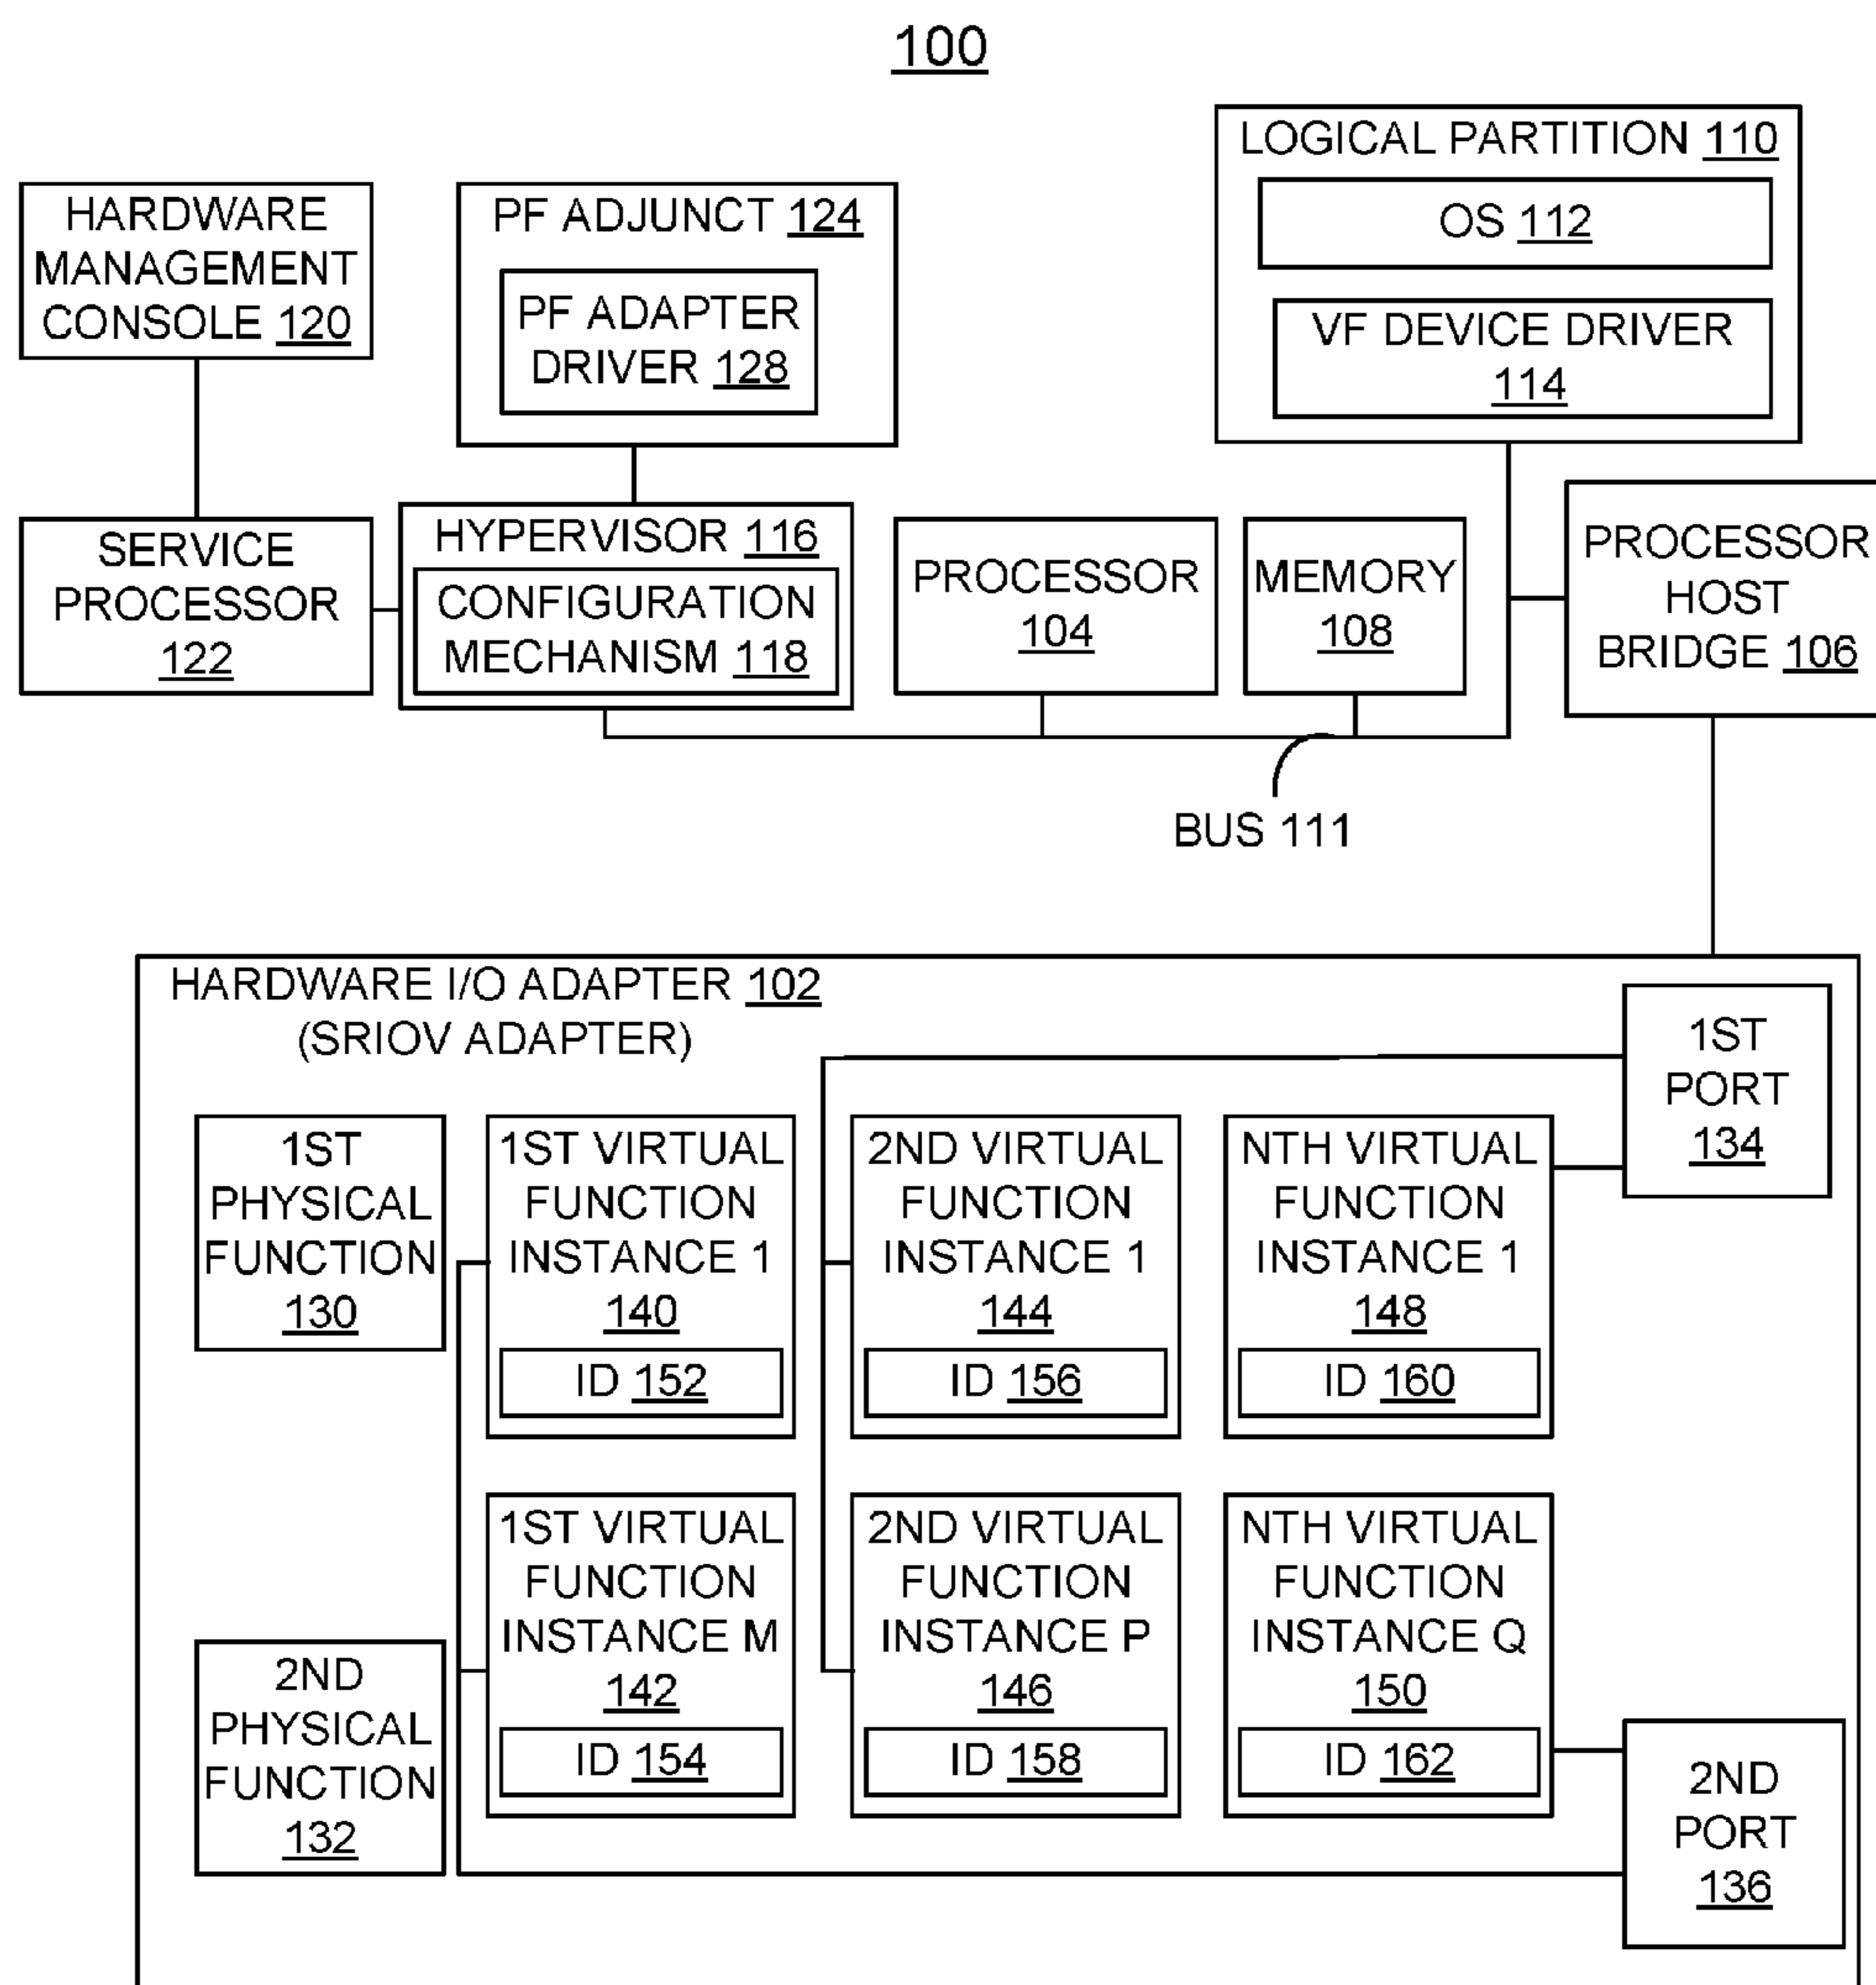 100
HARDWARE
MANAGEMENT
CONSOLE 120
PF ADJUNCT 124
PF ADAPTER
DRIVER 128
LOGICAL PARTITION 110
OS 112
VF DEVICE DRIVER
114
SERVICE
PROCESSOR
122
HYPERVISOR 116
CONFIGURATION
MECHANISM 118
PROCESSOR
104
MEMORY
108
PROCESSOR
HOST
BRIDGE 106
BUS 111
HARDWARE I/O ADAPTER 102
(SRIOV ADAPTER)
1ST
PORT
134
1ST
PHYSICAL
FUNCTION
130
1ST VIRTUAL
FUNCTION
INSTANCE 1
140
ID 152
2ND VIRTUAL
FUNCTION
INSTANCE 1
144
ID 156
NTH VIRTUAL
FUNCTION
INSTANCE 1
148
ID 160
2ND
PHYSICAL
FUNCTION
132
1ST VIRTUAL
FUNCTION
INSTANCE M
142
ID 154
2ND VIRTUAL
FUNCTION
INSTANCE P
146
ID 158
NTH VIRTUAL
FUNCTION
INSTANCE Q
150
ID 162
2ND
PORT
136